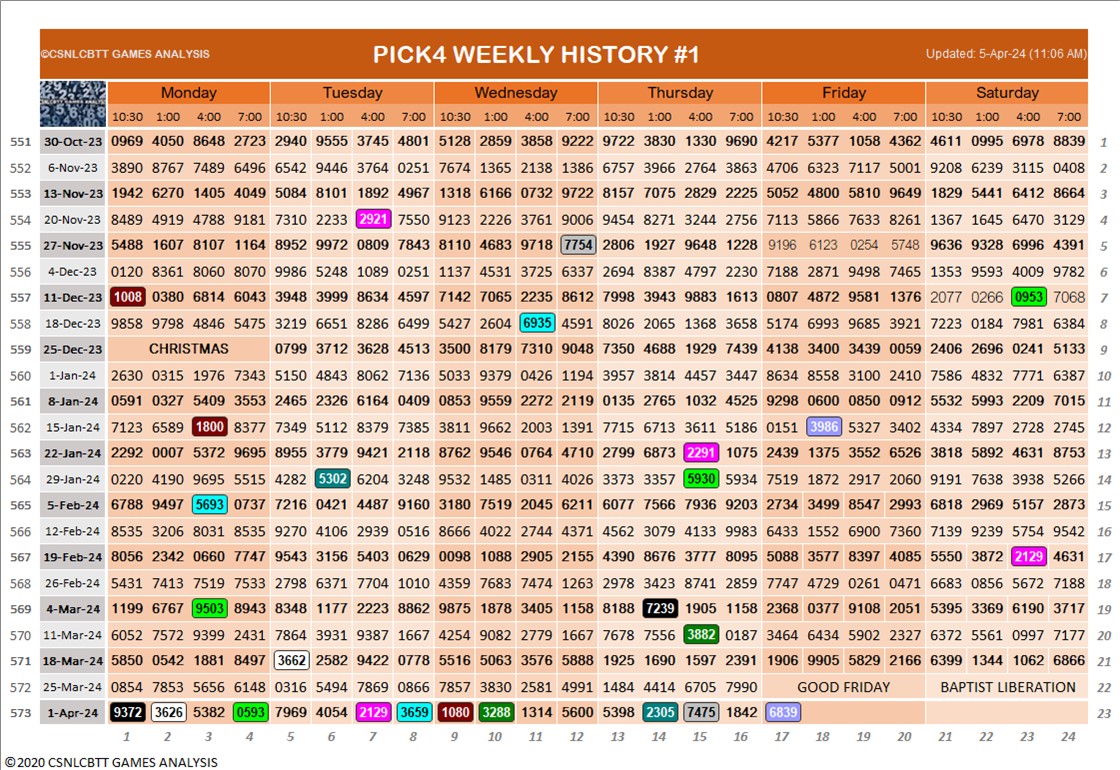 ©CSNLCBTT GAMES ANALYSIS PICK4 WEEKLY HISTORY #1 Updated: 5-Apr-24 (11:06 AM)
Monday Tuesday Wednesday Thursday Friday Saturday
10:30 1:00 4:00 7:00 10:30 1:00 4:00 7:00 10:30 1:00 4:00 7:00 10:30 1:00 4:00 7:00 10:30 1:00 4:00 7:00 10:30 1:00 4:00 7:00
551 30-Oct-23 0969 4050 8648 2723 2940 9555 3745 4801 5128 2859 3858 9222 9722 3830 1330 9690 4217 5377 1058 4362 4611 0995 6978 8839 1
552 6-Nov-23 3890 8767 7489 6496 6542 9446 3764 0251 7674 1365 2138 1386 6757 3966 2764 3863 4706 6323 7117 5001 9208 6239 3115 0408 2
553 13-Nov-23 1942 6270 1405 4049 5084 8101 1892 4967 1318 6166 0732 9722 8157 7075 2829 2225 5052 4800 5810 9649 1829 5441 6412 8664 3
554 20-Nov-23 8489 4919 4788 9181 7310 2233 2921 7550 9123 2226 3761 9006 9454 8271 3244 2756 7113 5366 7633 8261 1367 1645 6470 3129 4
555 27-Nov-23 5488 1607 8107 1164 8952 9972 0809 7843 8110 4683 9718 7754 2806 1927 9648 1228 9196 6123 0254 5748 9636 9328 6996 4391 5
556 4-Dec-23 0120 8361 8060 8070 9986 5248 1089 0251 1137 4531 3725 6337 2694 8387 4797 2230 7188 2871 9498 7465 1353 9593 4009 9782 6
557 11-Dec-23 1008 0380 6814 6043 3948 3999 8634 4597 7142 7065 2235 8612 7998 3943 9883 1613 0807 4872 9581 1376 2077 0266 0953 7068 7
558 18-Dec-23 9858 9798 4846 5475 3219 6651 8286 6499 5427 2604 6935 4591 8026 2065 1368 3658 5174 6993 9685 3921 7223 0184 7981 6384 8
559 25-Dec-23 CHRISTMAS 0799 3712 3628 4513 3500 8179 7310 9048 7350 4688 1929 7439 4138 3400 3439 0059 2406 2696 0241 5133 9
560 1-Jan-24 2630 0315 1976 7343 5150 4843 8062 7136 5033 9379 0426 1194 3957 3814 4457 3447 8634 8558 3100 2410 7586 4832 7771 6387 10
561 8-Jan-24 0591 0327 5409 3553 2465 2326 6164 0409 0853 9559 2272 2119 0135 2765 1032 4525 9298 0600 0850 0912 5532 5993 2209 7015 11
562 15-Jan-24 7123 6589 1800 8377 7349 5112 8379 7385 3811 9662 2003 1391 7715 6713 3611 5186 0151 3986 5327 3402 4334 7897 2728 2745 12
563 22-Jan-24 2292 0007 5372 9695 8955 3779 9421 2118 8762 9546 0764 4710 2799 6873 2291 1075 2439 1375 3552 6526 3818 5892 4631 8753 13
564 29-Jan-24 0220 4190 9695 5515 4282 5302 6204 3248 9532 1485 0311 4026 3373 3357 5930 5934 7519 1872 2917 2060 9191 7638 3938 5266 14
565 5-Feb-24 6788 9497 5693 0737 7216 0421 4487 9160 3180 7519 2045 6211 6077 7566 7936 9203 2734 3499 8547 2993 6818 2969 5157 2873 15
566 12-Feb-24 8535 3206 8031 8535 9270 4106 2939 0516 8666 4022 2744 4371 4562 3079 4133 9983 6433 1552 6900 7360 7139 9239 5754 9542 16
567 19-Feb-24 8056 2342 0660 7747 9543 3156 5403 0629 0098 1088 2905 2155 4390 8676 3777 8095 5088 3577 8397 4085 5550 3872 2129 4631 17
568 26-Feb-24 5431 7413 7519 7533 2798 6371 7704 1010 4359 7683 7474 1263 2978 3423 8741 2859 7747 4729 0261 0471 6683 0856 5672 7188 18
569 4-Mar-24 1199 6767 9503 8943 8348 1177 2223 8862 9875 1878 3405 1158 8188 7239 1905 1158 2368 0377 9108 2051 5395 3369 6190 3717 19
570 11-Mar-24 6052 7572 9399 2431 7864 3931 9387 1667 4254 9082 2779 1667 7678 7556 3882 0187 3464 6434 5902 2327 6372 5561 0997 7177 20
571 18-Mar-24 5850 0542 1881 8497 3662 2582 9422 0778 5516 5063 3576 5888 1925 1690 1597 2391 1906 9905 5829 2166 6399 1344 1062 6866 21
572 25-Mar-24 0854 7853 5656 6148 0316 5494 7869 0866 7857 3830 2581 4991 1484 4414 6705 7990 GOOD FRIDAY BAPTIST LIBERATION 22
573 1-Apr-24 9372 3626 5382 0593 7969 4054 2129 3659 1080 3288 1314 5600 5398 2305 7475 1842 6839 23
1 2 3 4 5 6 7 8 9 10 11 12 13 14 15 16 17 18 19 20 21 22 23 24
©2020 CSNLCBTT GAMES ANALYSIS